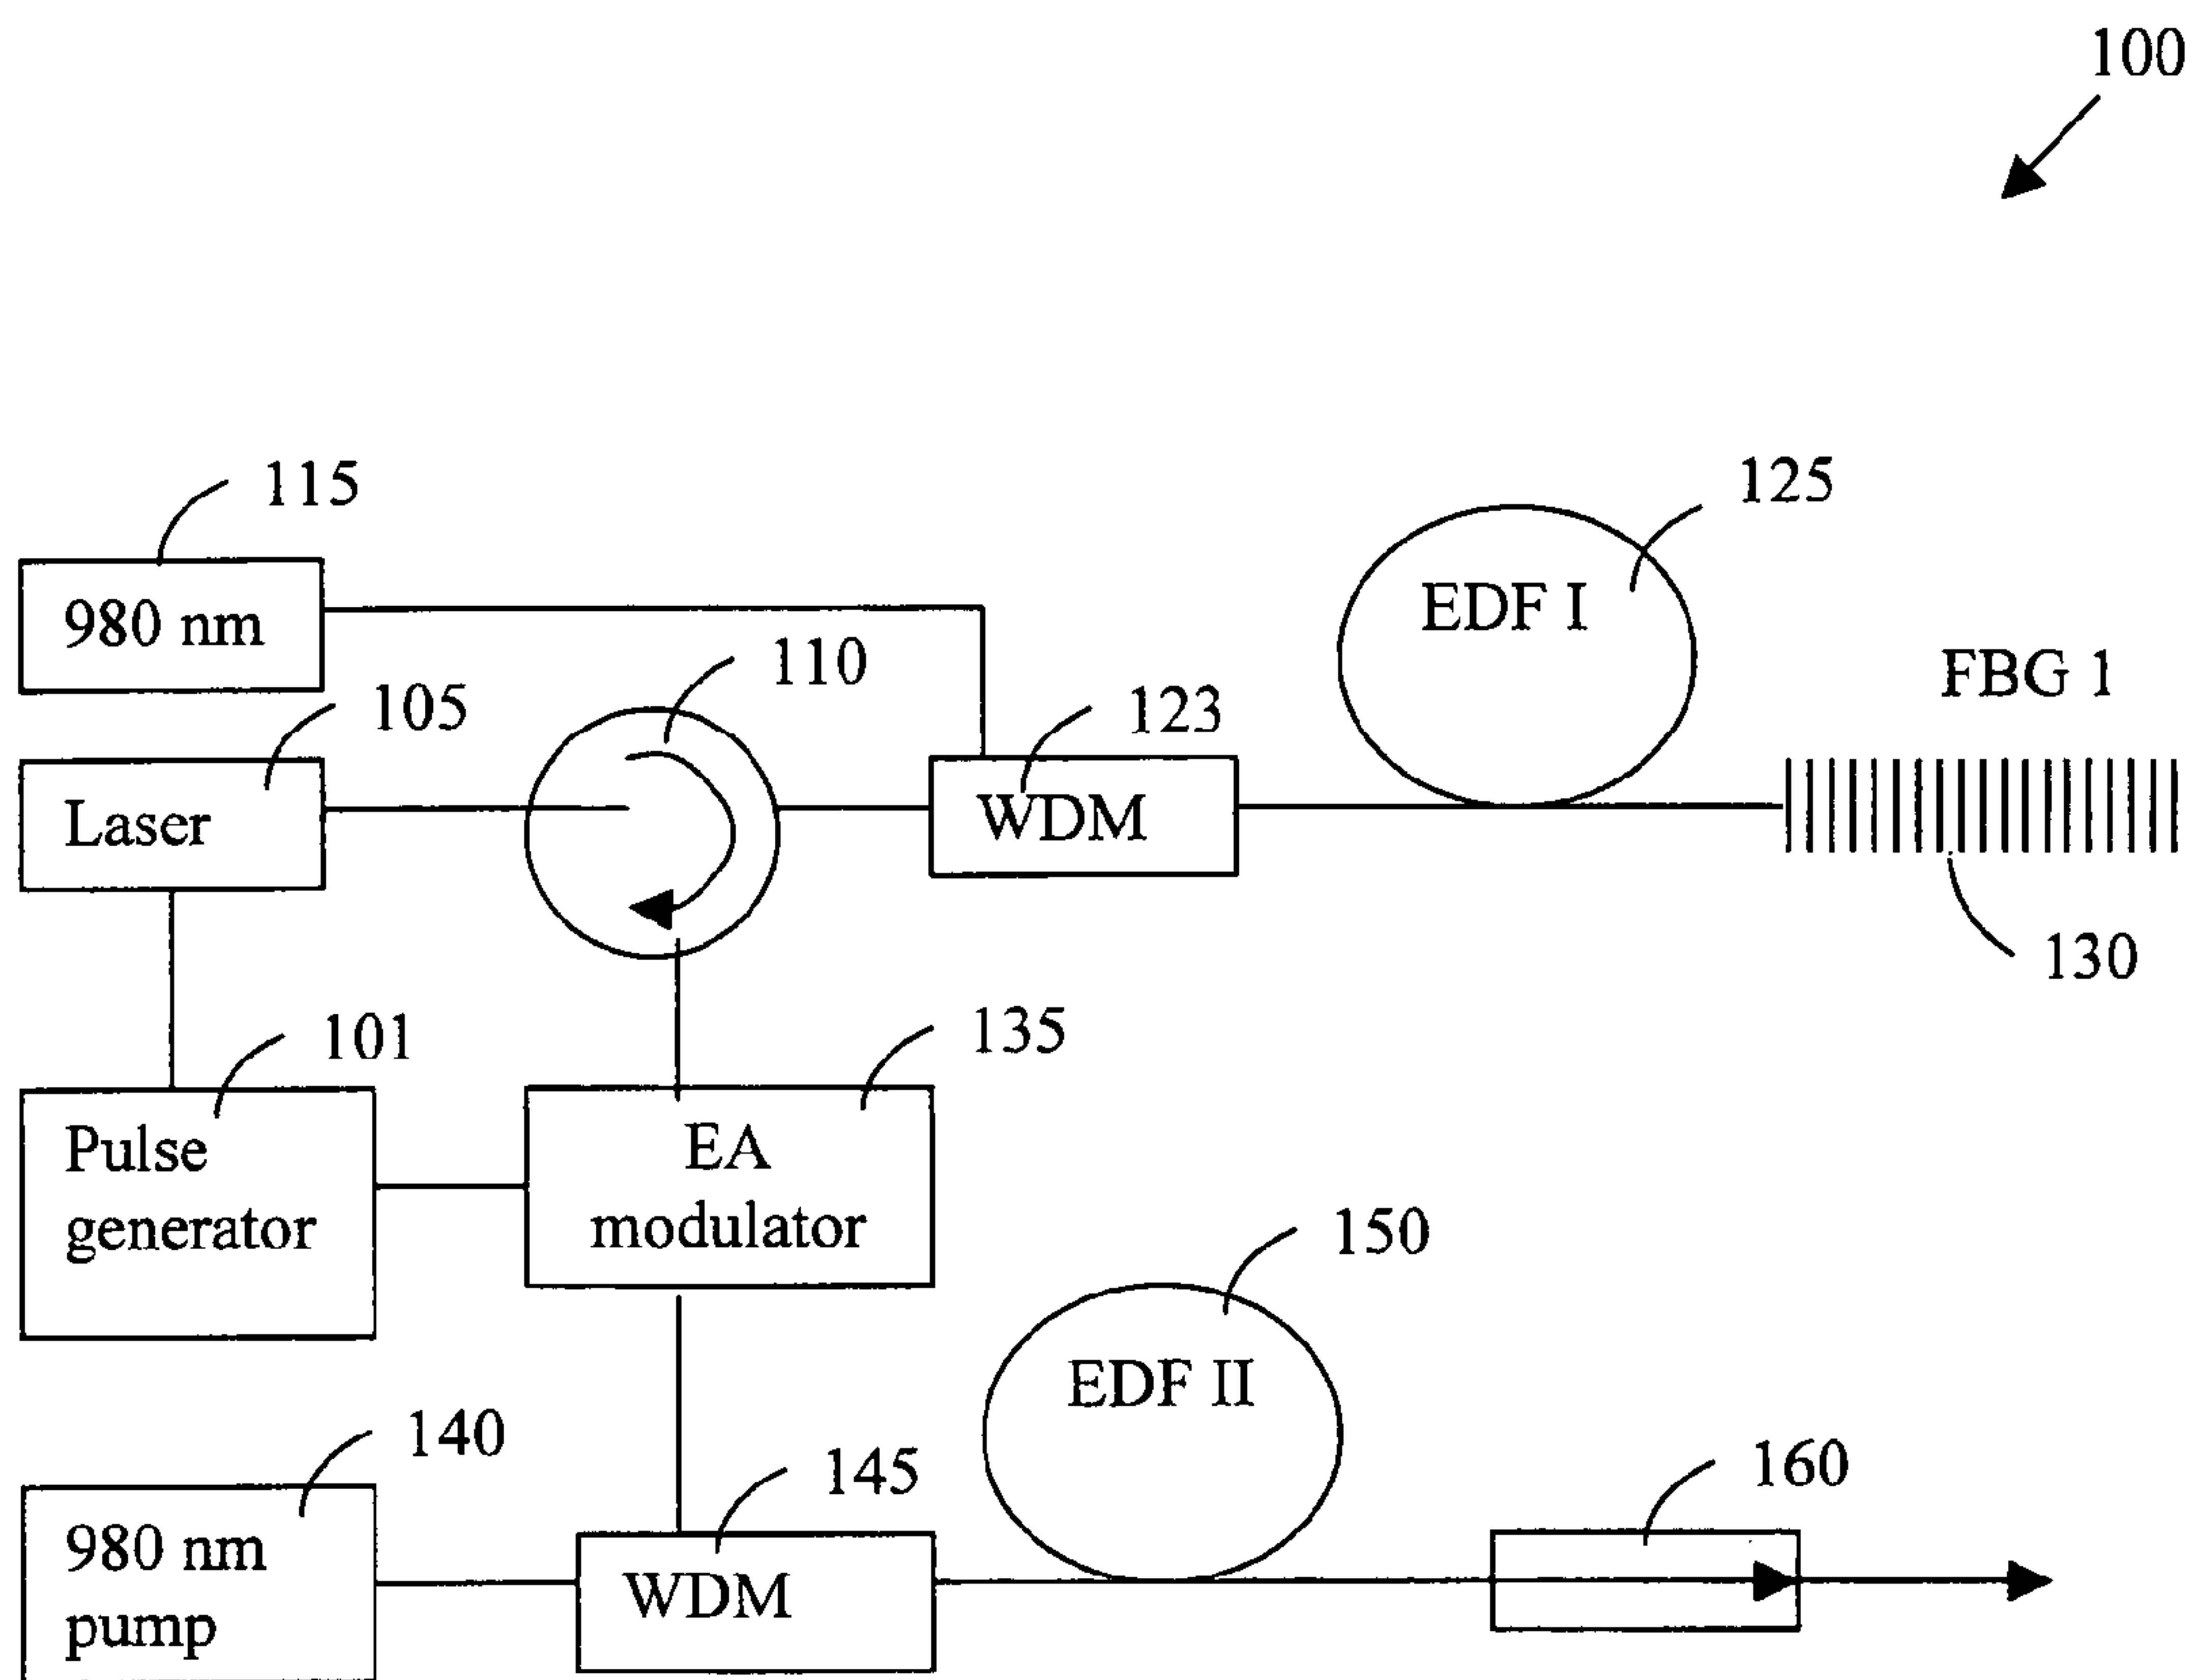 100
115
125
980 nm
EDF I
110
FBG 1
105
123
Laser
WDM
130
101
135
Pulse
generator
EA
modulator
150
EDF II
140
145
160
980 nm
pump
WDM